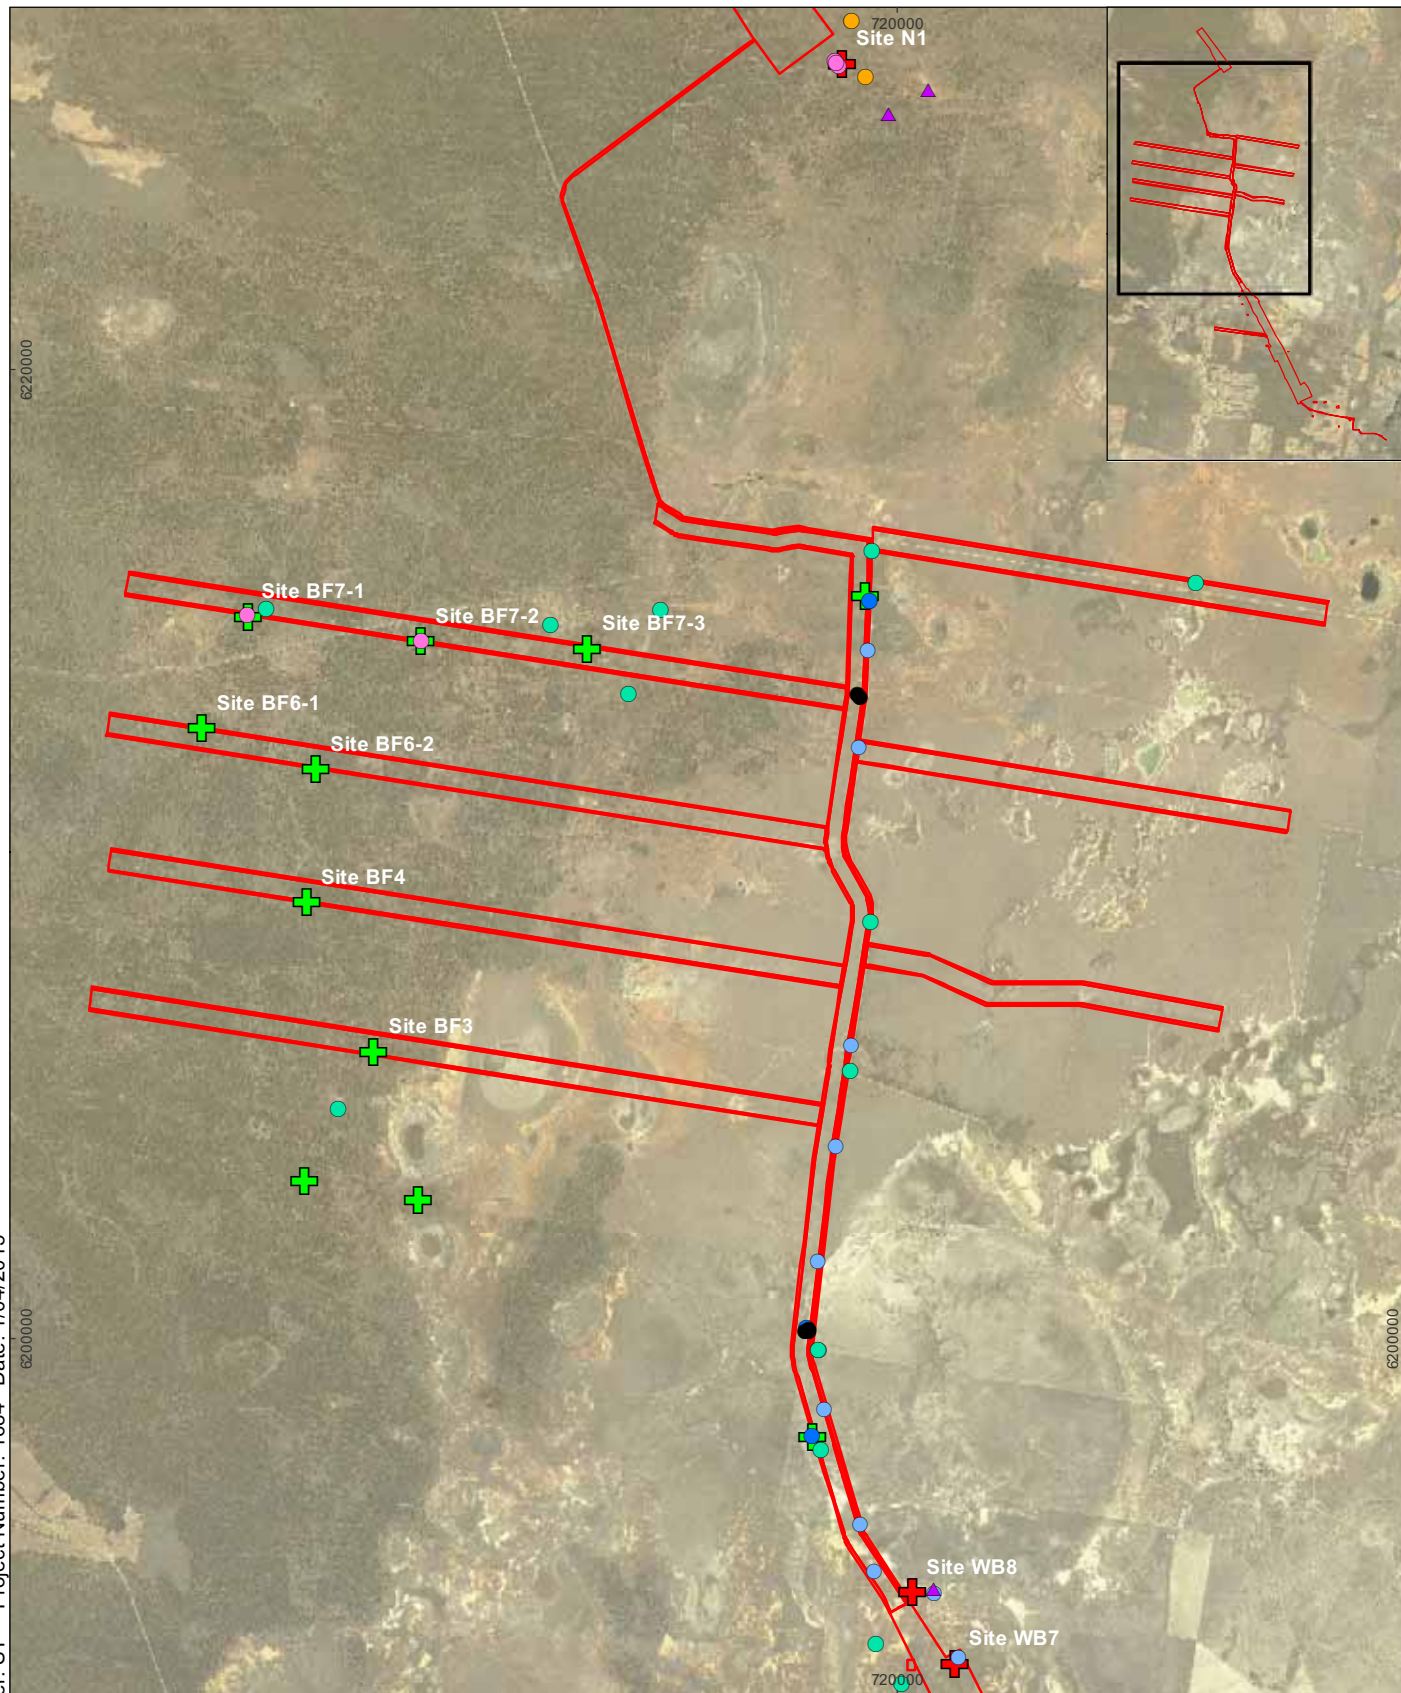 720000
Site N1
6220000
Site BF7-1
Site BF7-2
Site BF7-3
Site BF6-1
Site BF6-2
Site BF4
Site BF3
6200000
6200000
Site WB8
Site WB7
720000